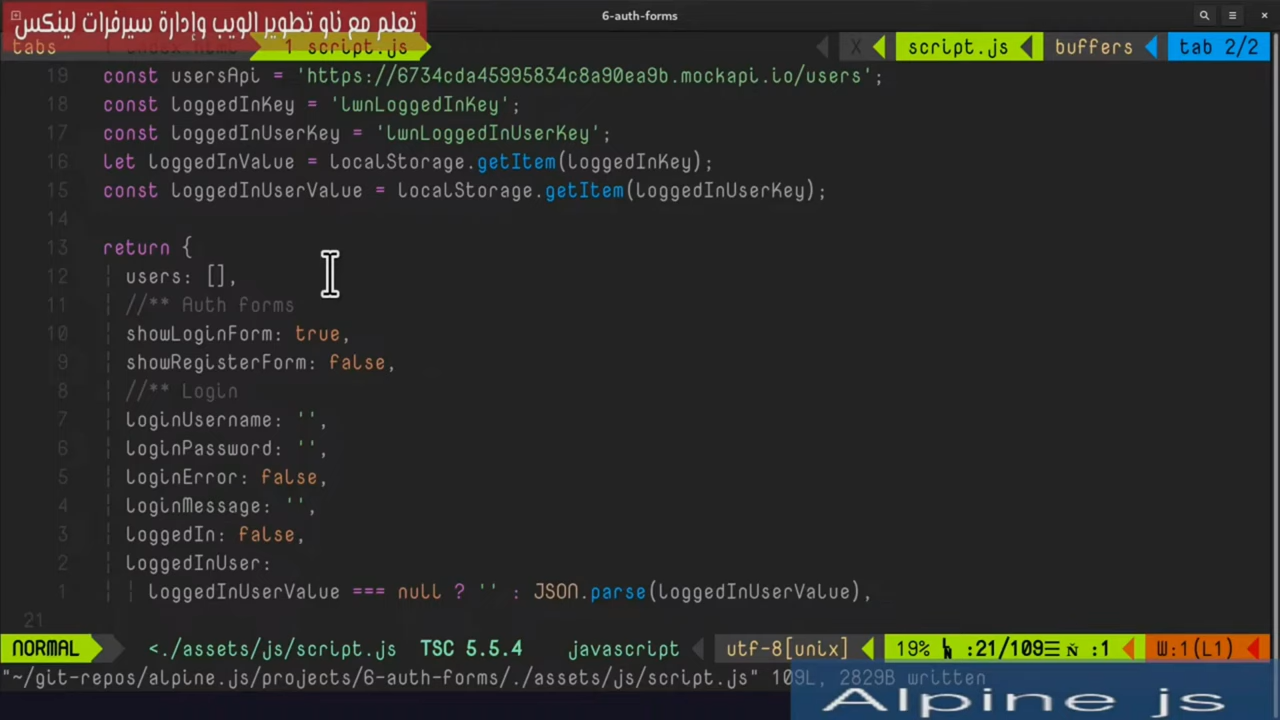 6-auth-forms
تعلم مع ناو تطوير الويب وإدارة سيرفرات لينكس
tabs
1 script.js
X
script.js
buffers
tab 2/2
19 const usersApi = 'https://6734cda45995834c8a90ea9b.mockapi.io/users';
18 const loggedInKey = 'lwnLoggedInKey';
17 const loggedInUserKey = 'lwnLoggedInUserKey';
16 let loggedInValue = localStorage.getItem(loggedInKey);
15 const loggedInUserValue = localStorage.getItem(loggedInUserKey);
14
13 return {
12 users: [],
11 //** Auth forms
10 showLoginForm: true,
9 showRegisterForm: false,
8 //** Login
7 loginUsername: '',
6 loginPassword: '',
5 loginError: false,
4 loginMessage: '',
3 loggedIn: false,
2 loggedInUser:
1 loggedInUserValue === null ? '' : JSON.parse(loggedInUserValue),
21
NORMAL <./assets/js/script.js TSC 5.5.4 javascript utf-8[unix] 19% :21/109 :1 W:1(L1)
"~/git-repos/alpine.js/projects/6-auth-forms/./assets/js/script.js" 109L, 2829B written
Alpine js